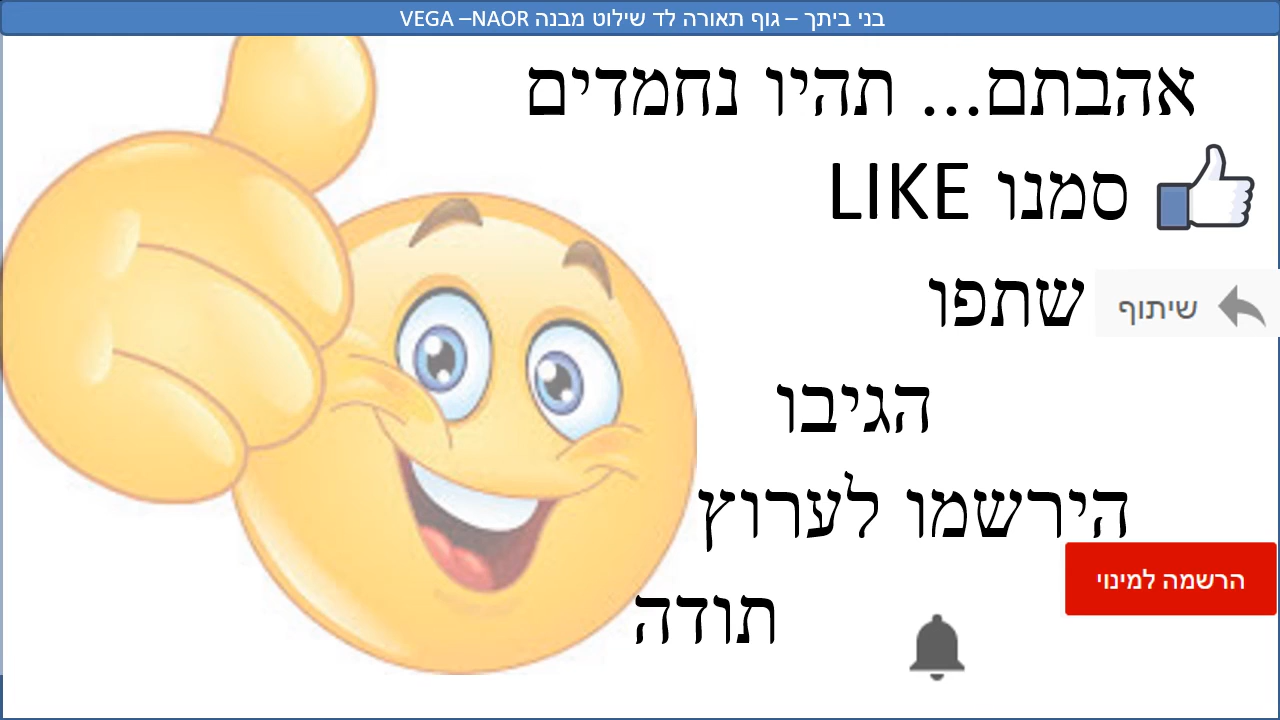 בני ביתך – גוף תאורה לד שילוט מבנה VEGA –NAOR
אהבתם... תהיו נחמדים
סמנו LIKE
שתפו
שיתוף
הגיבו
הירשמו לערוץ
הרשמה למינוי
תודה